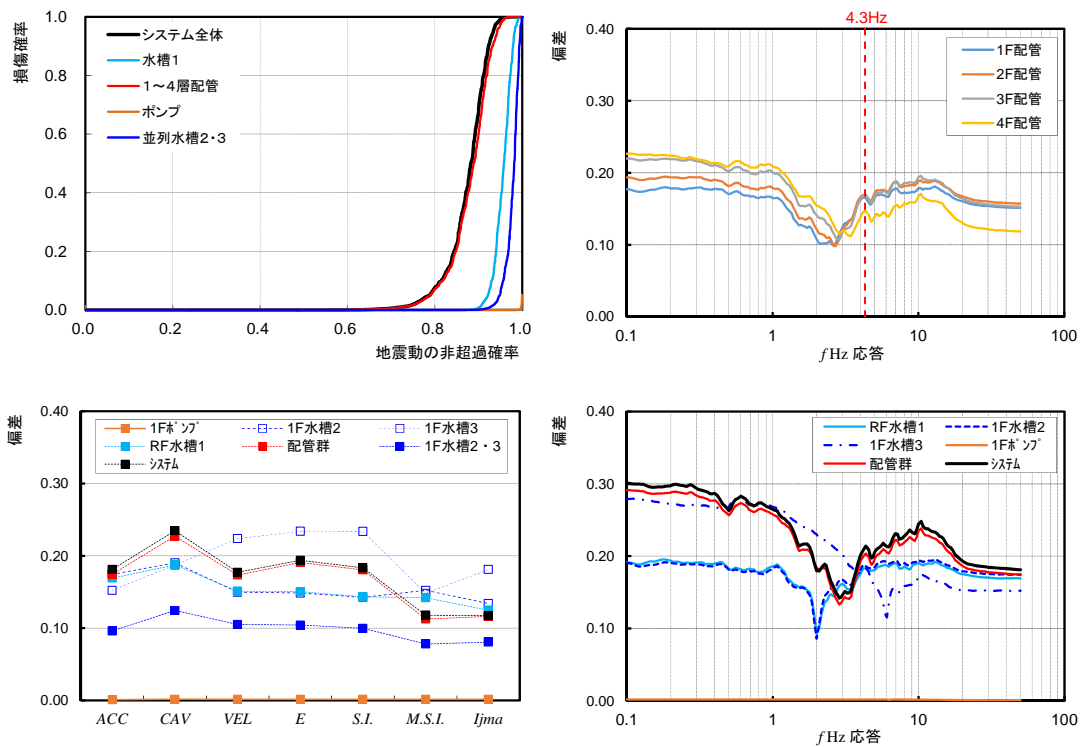 損傷確率
1.0
0.8
0.6
0.4
0.2
0.0
システム全体
水槽1
1～4層配管
ポンプ
並列水槽2・3
0.0
0.2
0.4
0.6
0.8
1.0
地震動の非超過確率
4.3Hz
偏差
0.40
0.30
0.20
0.10
0.00
1F配管
2F配管
3F配管
4F配管
0.1
1
10
100
fHz 応答
偏差
0.40
0.30
0.20
0.10
0.00
1Fﾎﾟﾝﾌﾟ
1F水槽2
1F水槽3
RF水槽1
配管群
1F水槽2・3
ｼｽﾃﾑ
ACC
CAV
VEL
E
S.I.
M.S.I.
Ijma
偏差
0.40
0.30
0.20
0.10
0.00
RF水槽1
1F水槽2
1F水槽3
1Fﾎﾟﾝﾌﾟ
配管群
ｼｽﾃﾑ
0.1
1
10
100
fHz 応答